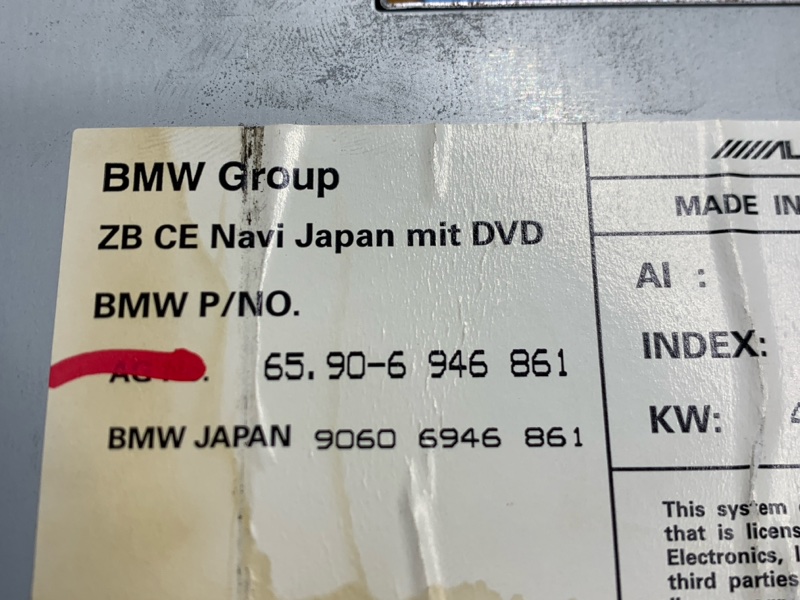 BMW Group
ZB CE Navi Japan mit DVD
BMW P/NO.
65.90-6 946 861
BMW JAPAN 9060 6946 861
MADE IN
AI :
INDEX:
KW:
This system
that is
Electronics,
third parties